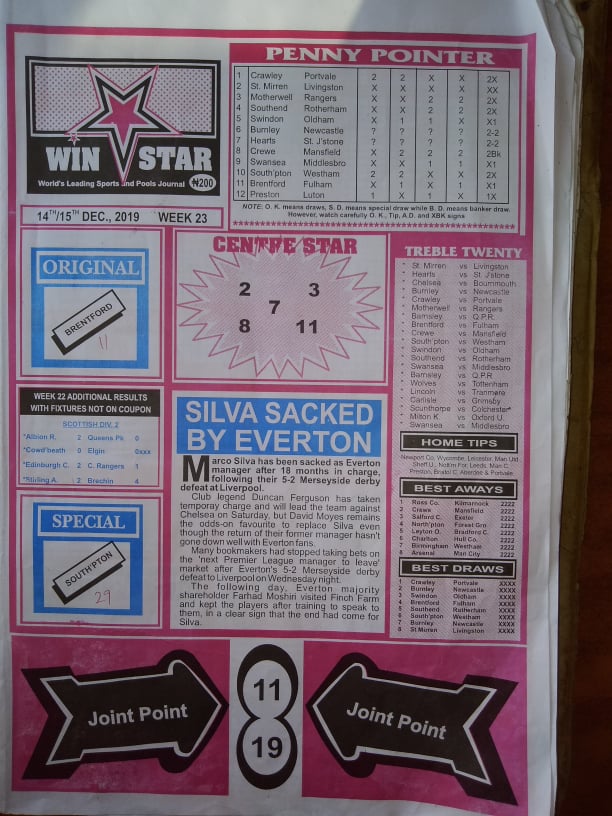 WIN STAR
World's Leading Sports and Pools Journal ₦200
PENNY POINTER
1 Crawley Portvale 2 2 X X 2X
2 St. Mirren Livingston X X X X XX
3 Motherwell Rangers X X 2 2 2X
4 Southend Rotherham X X 2 2 2X
5 Swindon Oldham X 1 1 X X1
6 Burnley Newcastle ? ? ? ? 2-2
7 Hearts St. J'stone ? ? ? ? 2-2
8 Crewe Mansfield X 2 2 2 2Bk
9 Swansea Middlesbro X X 1 X X1
10 South'pton Westham 2 2 X X 2X
11 Brentford Fulham X 1 X 1 X1
12 Preston Luton 1 X X X 1X
NOTE: O. K. means draws, S. D. means special draw while B. D. means banker draw.
However, watch carefully O. K., Tip, A.D. and XBK signs
14TH/15TH DEC., 2019 WEEK 23
ORIGINAL
BRENTFORD
11
CENTRE STAR
2 3
7
8 11
TREBLE TWENTY
St. Mirren vs Livingston
Hearts vs St. J'stone
Chelsea vs Bournmouth
Burnley vs Newcastle
Crawley vs Portvale
Motherwell vs Rangers
Barnsley vs Q.P.R.
Brentford vs Fulham
Crewe vs Mansfield
South'pton vs Westham
Swindon vs Oldham
Southend vs Rotherham
Swansea vs Middlesbro
Barnsley vs Q.P.R
Wolves vs Tottenham
Lincoln vs Tranmere
Carlisle vs Grimsby
Scunthorpe vs Colchester*
Milton K. vs Oxford U.
Swansea vs Middlesbro
WEEK 22 ADDITIONAL RESULTS
WITH FIXTURES NOT ON COUPON
SCOTTISH DIV. 2
*Albion R. 2 Queens Pk 0
*Cowd'beath 0 Elgin 0xxx
*Edinburgh C. 2 C. Rangers 1
*Stirling A. 2 Brechin 4
SILVA SACKED
BY EVERTON
Marco Silva has been sacked as Everton
manager after 18 months in charge,
following their 5-2 Merseyside derby
defeat at Liverpool.
Club legend Duncan Ferguson has taken
temporary charge and will lead the team against
Chelsea on Saturday, but David Moyes remains
the odds-on favourite to replace Silva even
though the return of their former manager hasn't
gone down well with Everton fans.
Many bookmakers had stopped taking bets on
the 'next Premier League manager to leave'
market after Everton's 5-2 Merseyside derby
defeat to Liverpool on Wednesday night.
The following day, Everton majority
shareholder Farhad Moshiri visited Finch Farm
and kept the players after training to speak to
them, in a clear sign that the end had come for
Silva.
HOME TIPS
Newport Co, Wycombe, Leicester, Man Utd
Sheff U., Nottm For, Leeds, Man C.
Preston, Bristol C, Aberdee & Portvale.
BEST AWAYS
1 Ross Co. Kilmarnock 2222
2 Crewe Mansfield 2222
3 Salford C. Exeter 2222
4 North'pton Forest Gro. 2222
5 Leyton O. Bradford C. 2222
6 Charlton Hull Co. 2222
7 Birmingham Westham 2222
8 Arsenal Man City 2222
BEST DRAWS
1 Crawley Portvale XXXX
2 Burnley Newcastle XXXX
3 Swindon Oldham XXXX
4 Brentford Fulham XXXX
5 Southend Rotherham XXXX
6 South'pton Westham XXXX
7 Burnley Newcastle XXXX
8 St Mirren Livingston XXXX
SPECIAL
SOUTH'PTON
29
Joint Point
11
19
Joint Point